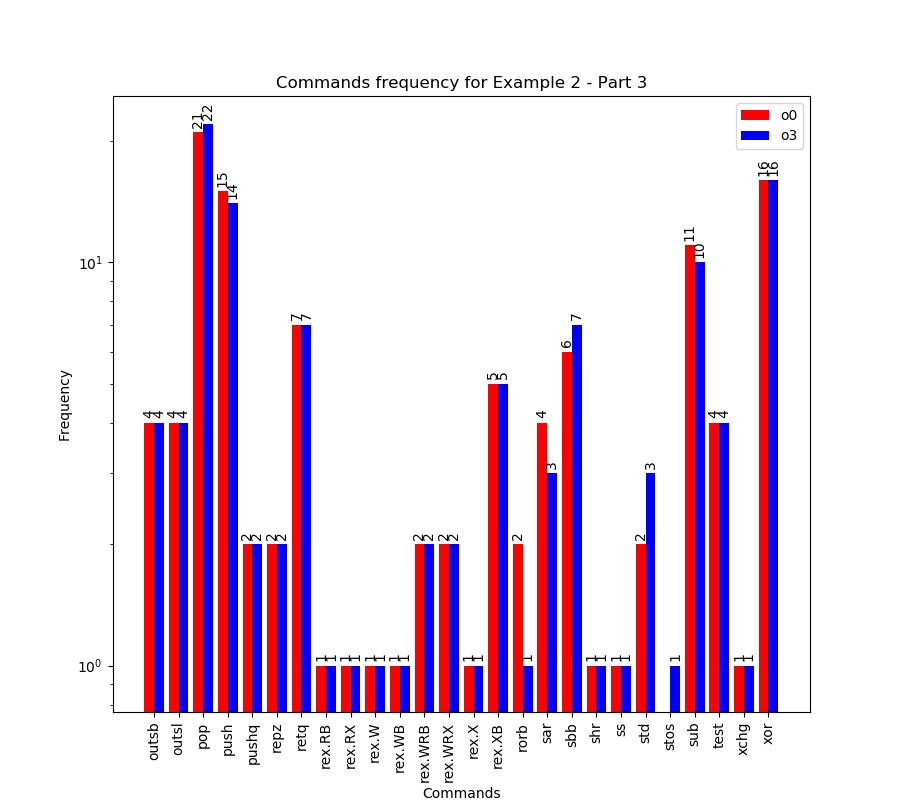 Commands frequency for Example 2 - Part 3
o0
o3
Frequency
10¹
10⁰
4 4 4 4 21 22 15 14 2 2 2 2 7 7 1 1 1 1 1 1 1 1 2 2 2 2 1 1 5 5 2 1 4 3 6 7 1 1 1 1 2 3 1 11 10 4 4 1 1 16 16
outsb outsl pop push pushq repz retq rex.RB rex.RX rex.W rex.WB rex.WRB rex.WRX rex.X rex.XB rorb sar sbb shr ss std stos sub test xchg xor
Commands